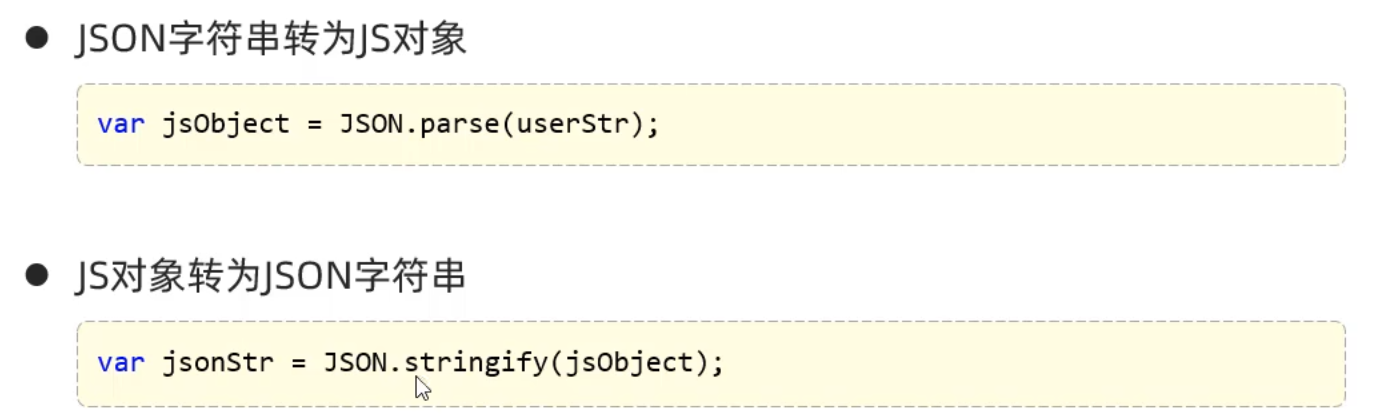 JSON字符串转为JS对象
var jsObject = JSON.parse(userStr);
JS对象转为JSON字符串
var jsonStr = JSON.stringify(jsObject);